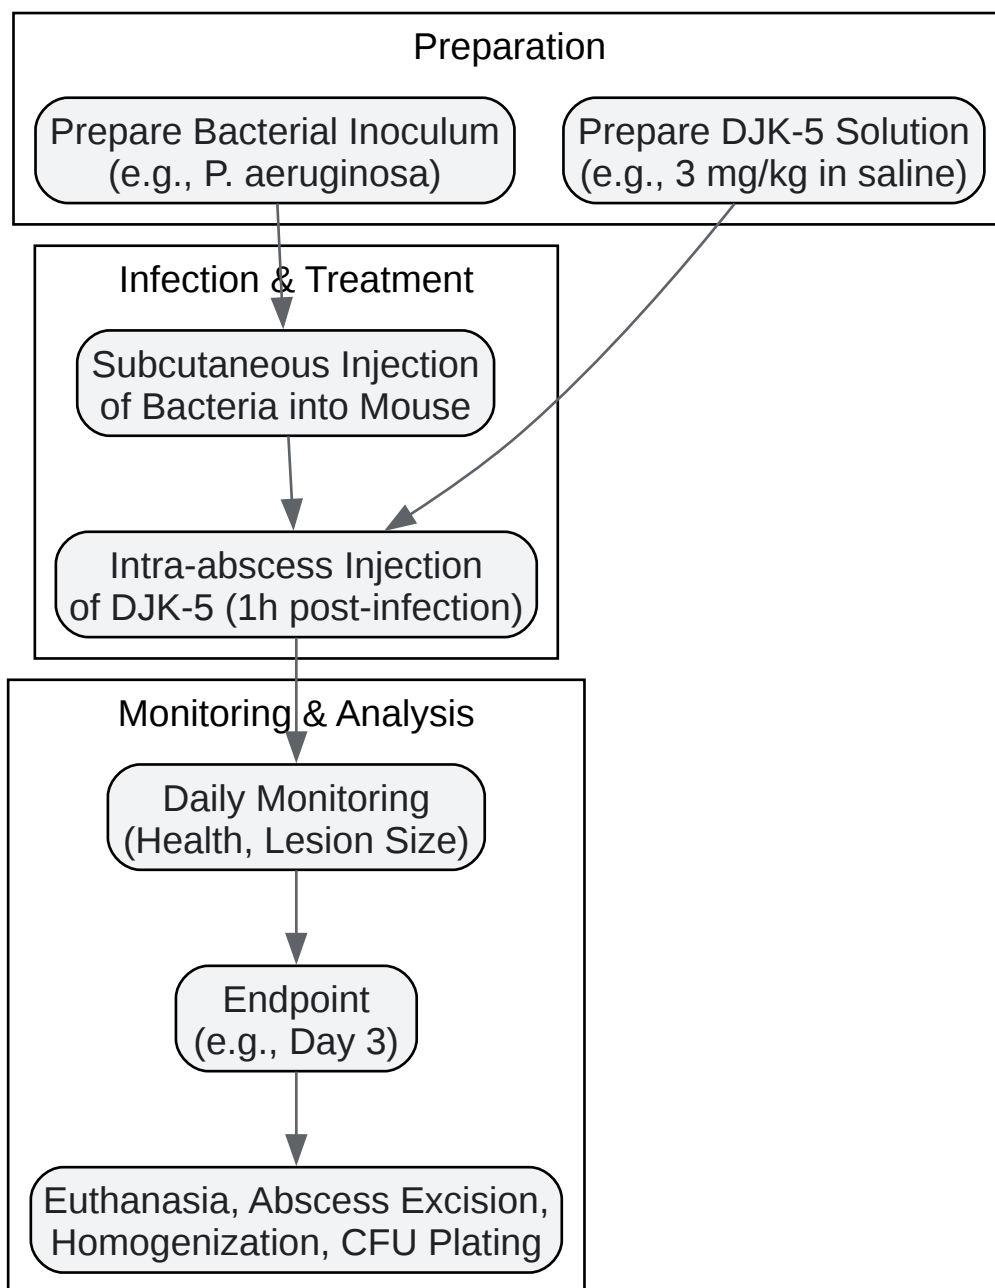 Preparation
Prepare Bacterial Inoculum
(e.g., P. aeruginosa)
Prepare DJK-5 Solution
(e.g., 3 mg/kg in saline)
Infection & Treatment
Subcutaneous Injection
of Bacteria into Mouse
Intra-abscess Injection
of DJK-5 (1h post-infection)
Monitoring & Analysis
Daily Monitoring
(Health, Lesion Size)
Endpoint
(e.g., Day 3)
Euthanasia, Abscess Excision,
Homogenization, CFU Plating